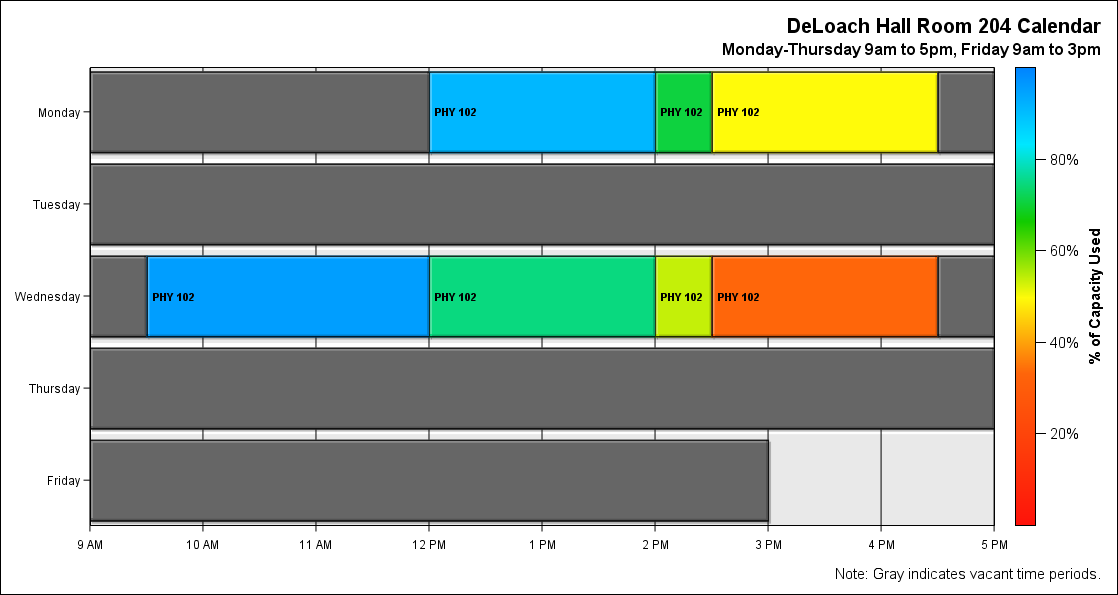 DeLoach Hall Room 204 Calendar
Monday-Thursday 9am to 5pm, Friday 9am to 3pm
Monday
PHY 102
PHY 102
PHY 102
80%
Tuesday
60%
% of Capacity Used
Wednesday
PHY 102
PHY 102
PHY 102
PHY 102
40%
Thursday
20%
Friday
9 AM
10 AM
11 AM
12 PM
1 PM
2 PM
3 PM
4 PM
5 PM
Note: Gray indicates vacant time periods.